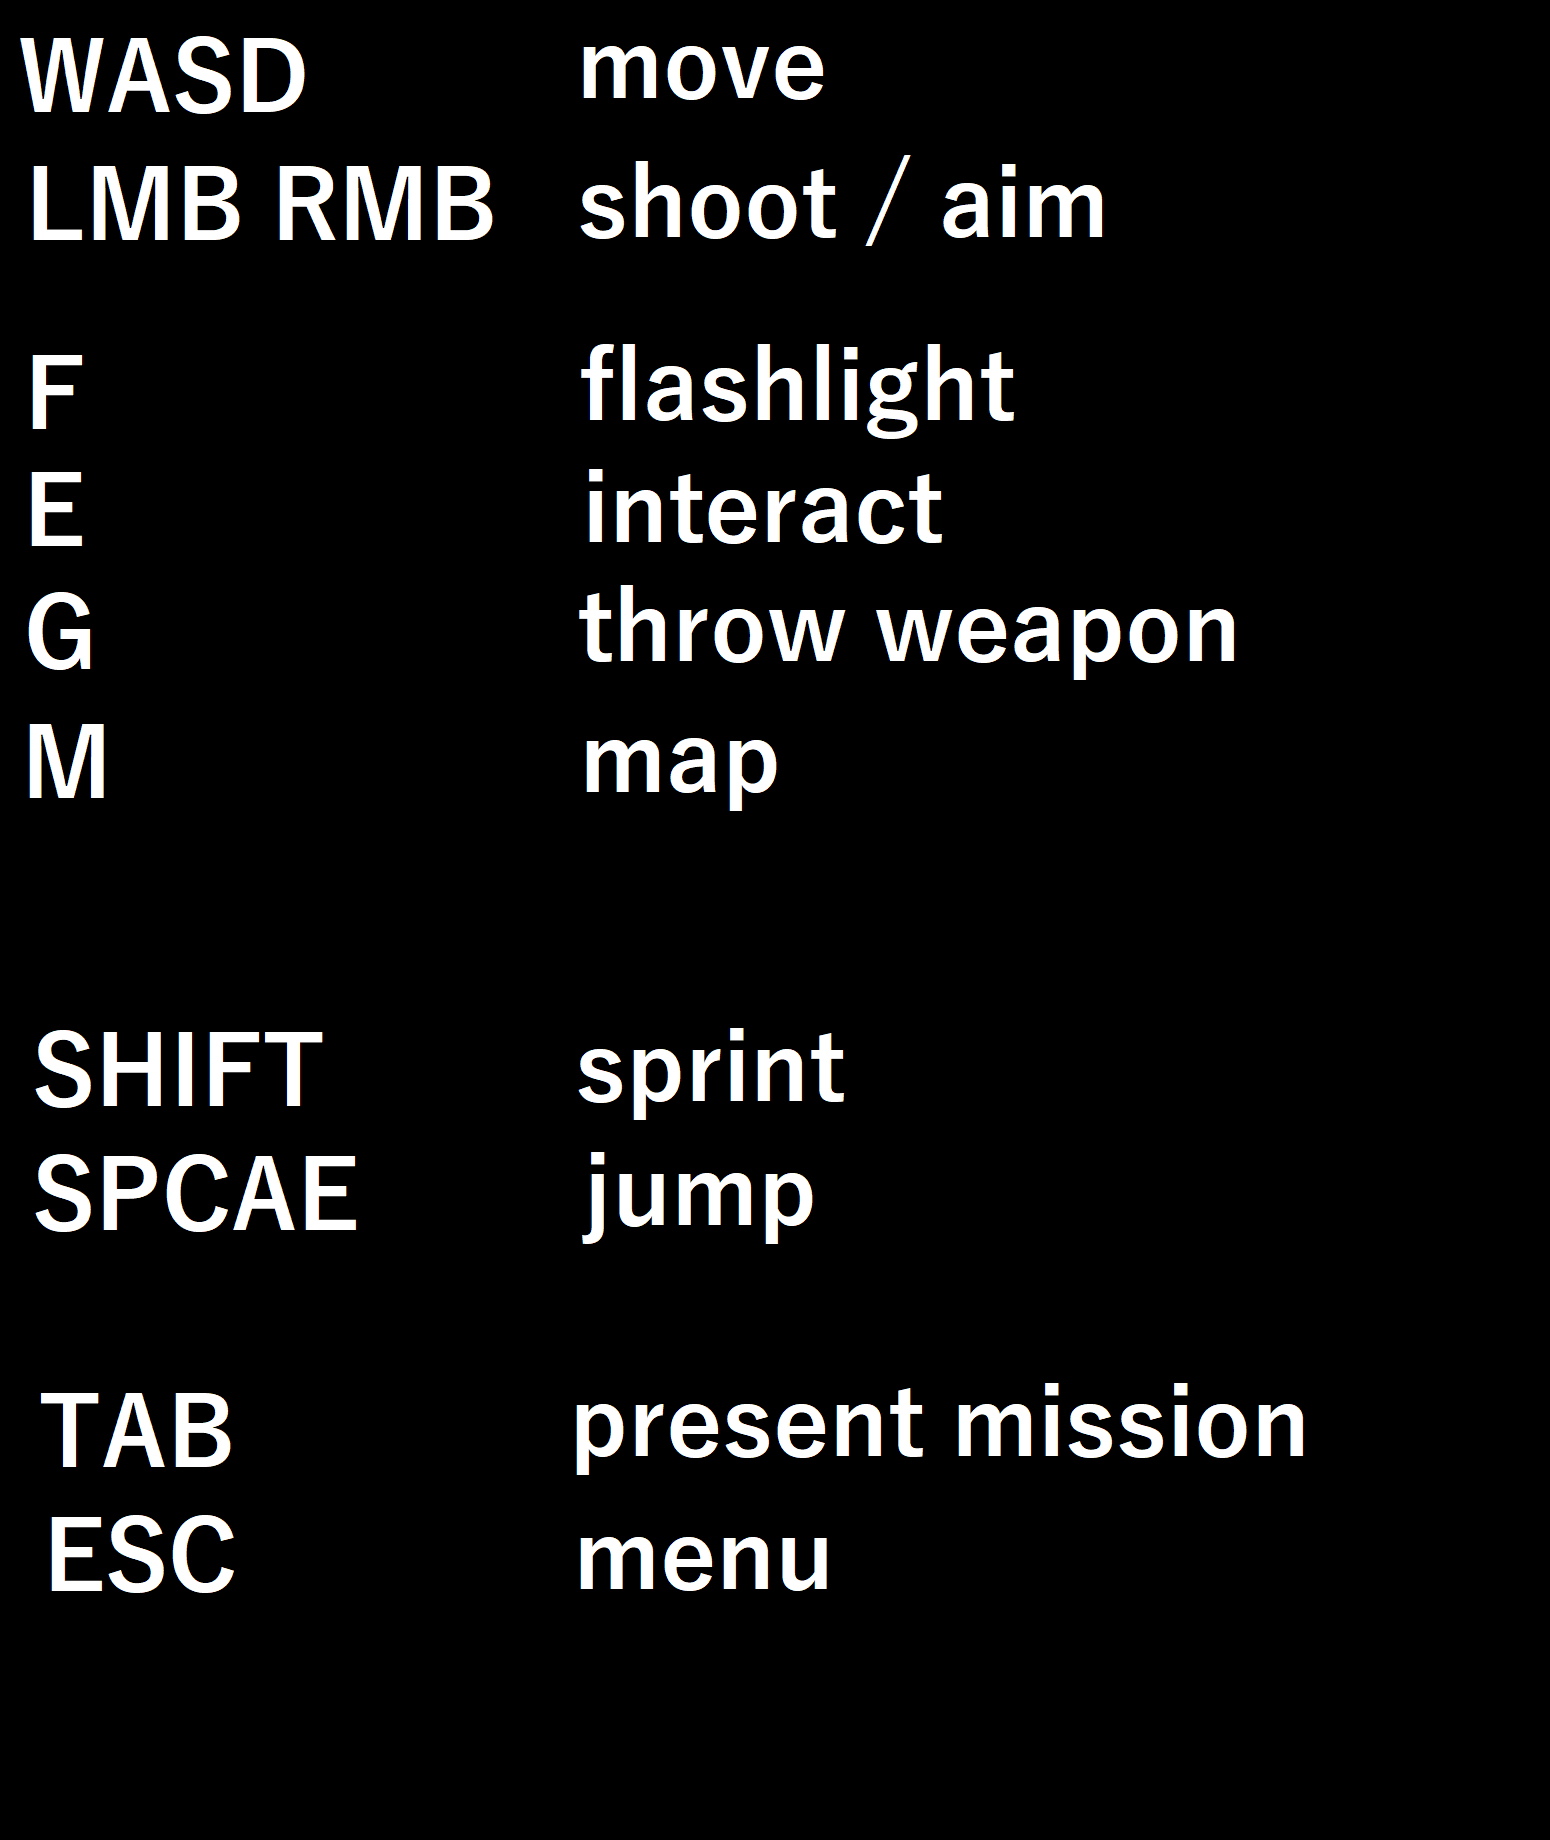 WASD move
LMB RMB shoot / aim
F flashlight
E interact
G throw weapon
M map
SHIFT sprint
SPCAE jump
TAB present mission
ESC menu